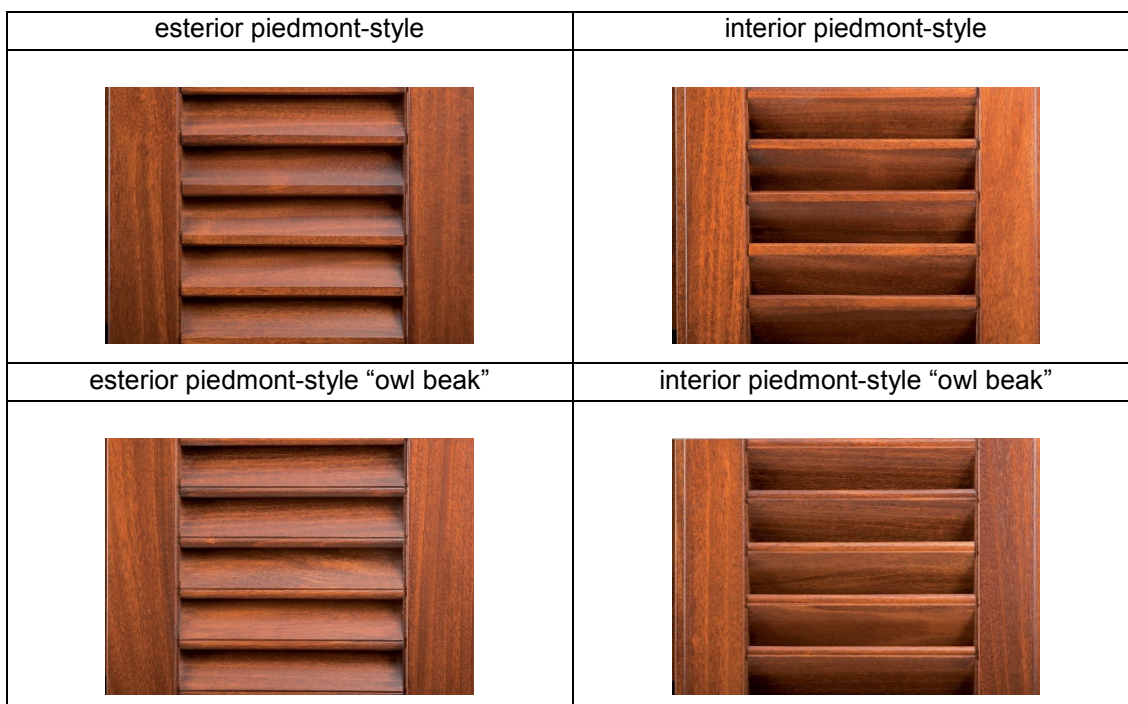 esterior piedmont-style
interior piedmont-style
esterior piedmont-style “owl beak”
interior piedmont-style “owl beak”